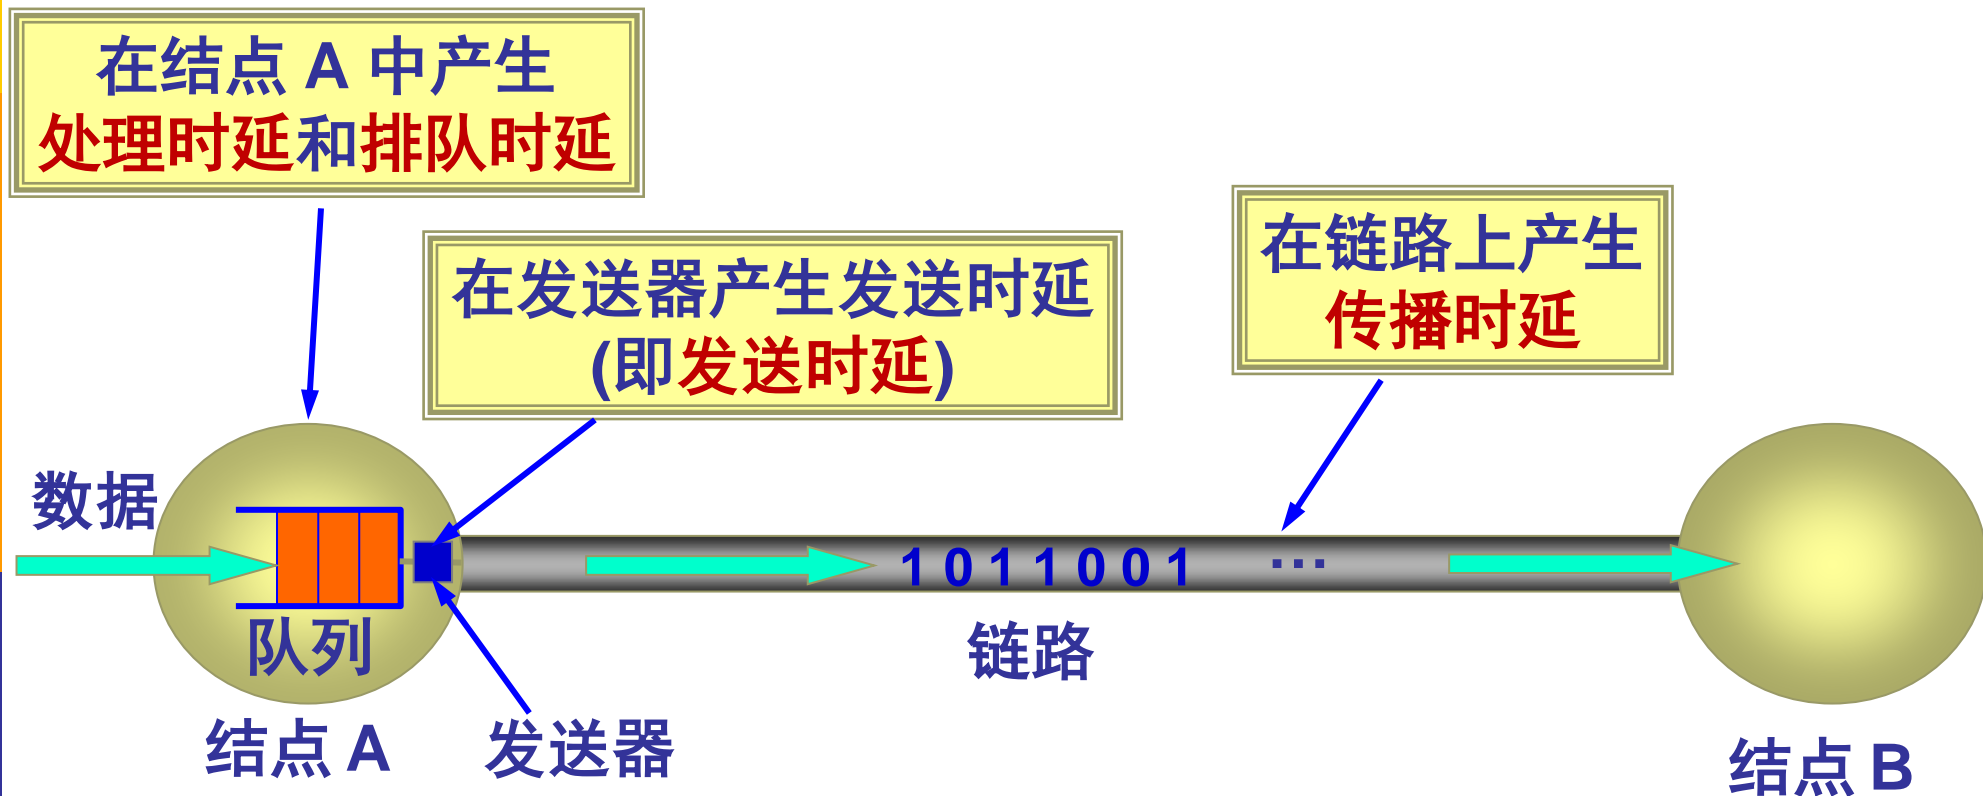 在结点 A 中产生
处理时延和排队时延
在发送器产生发送时延
(即发送时延)
在链路上产生
传播时延
数据
1 0 1 1 0 0 1 …
队列
链路
结点 A
发送器
结点 B